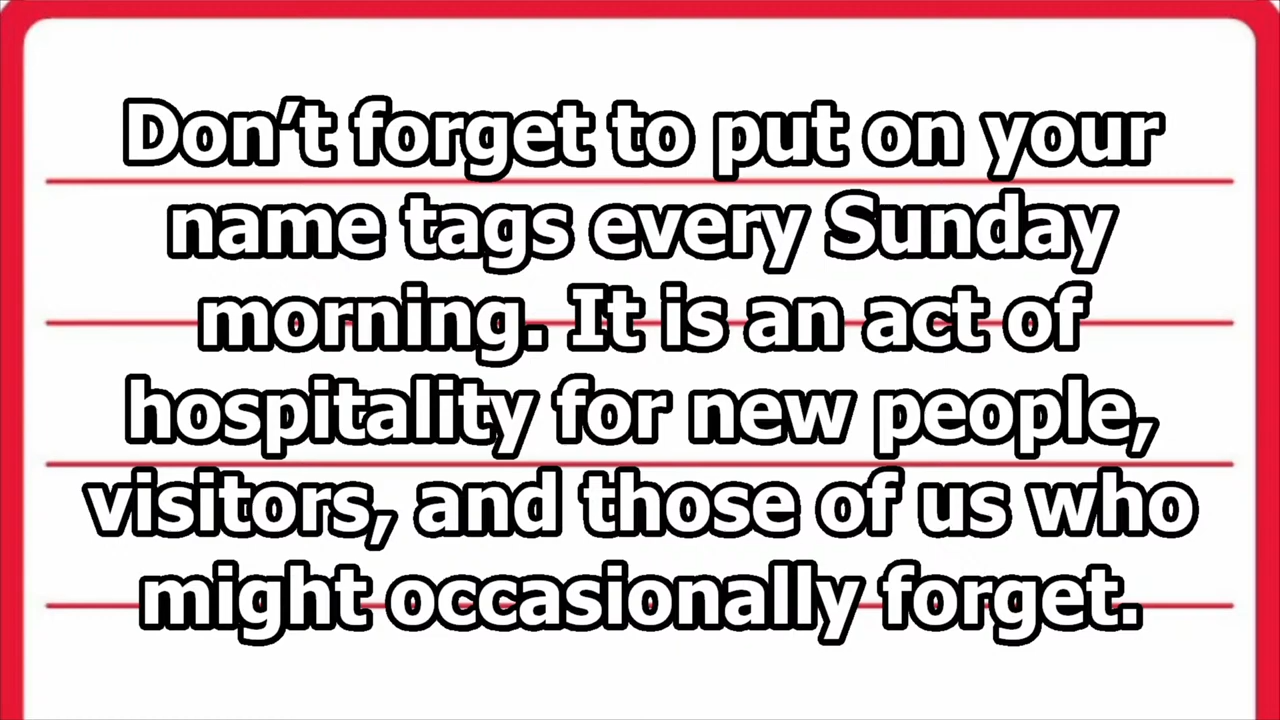 Don’t forget to put on your
name tags every Sunday
morning. It is an act of
hospitality for new people,
visitors, and those of us who
might occasionally forget.